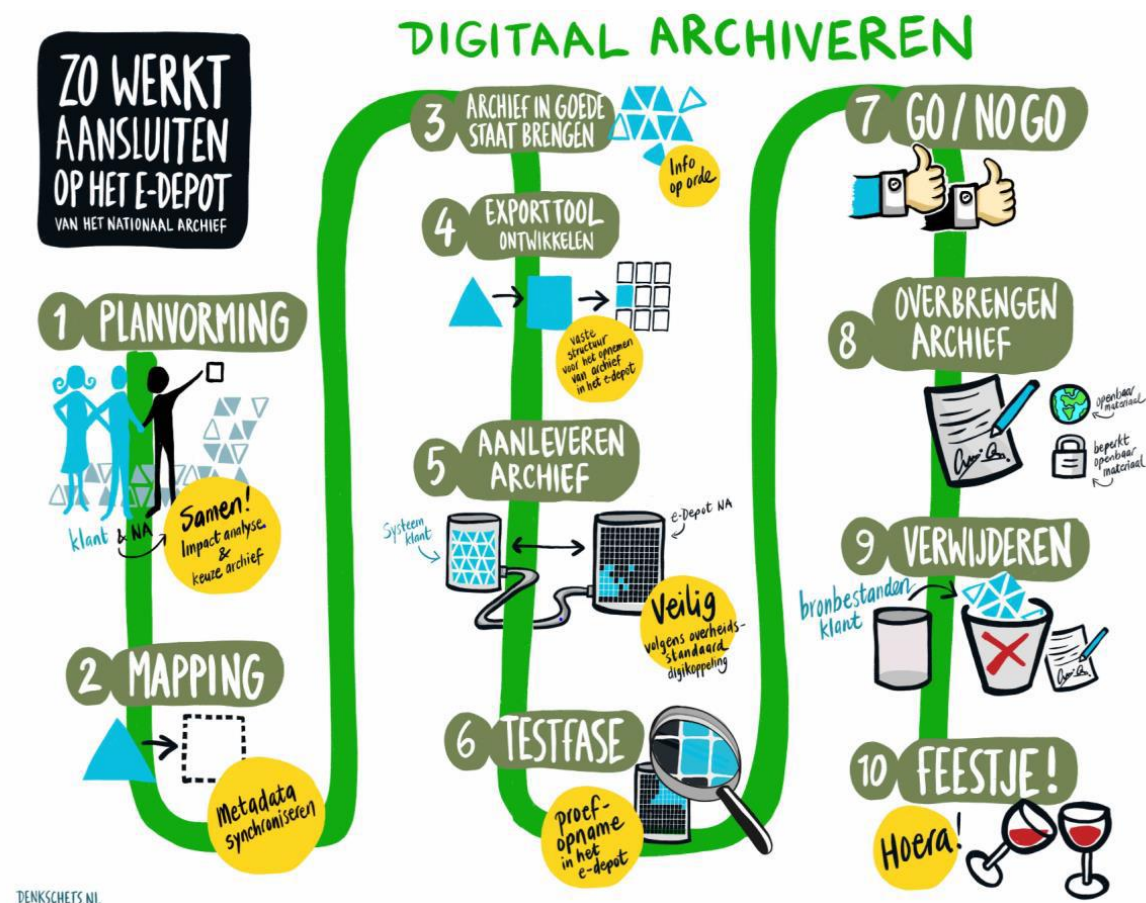 DIGITAAL ARCHIVEREN
ZO WERKT
AANSLUITEN
OP HET E-DEPOT
VAN HET NATIONAAL ARCHIEF
1 PLANVORMING
klant & NA
Samen!
Impact analyse
&
keuze archief
2 MAPPING
Metadata
synchroniseren
3 ARCHIEF IN GOEDE
STAAT BRENGEN
Info
op orde
4 EXPORTTOOL
ONTWIKKELEN
vaste
structuur
voor het opnemen
van archief
in het e-depot
5 AANLEVEREN
ARCHIEF
Systeem
klant
e-Depot NA
Veilig
volgens overheids-
standaard
digikoppeling
6 TESTFASE
proef-
opname
in het
e-depot
7 GO / NO GO
8 OVERBRENGEN
ARCHIEF
openbaar
materiaal
beperkt
openbaar
materiaal
9 VERWIJDEREN
bronbestanden
klant
10 FEESTJE!
Hoera!
DENKSCHETS.NL